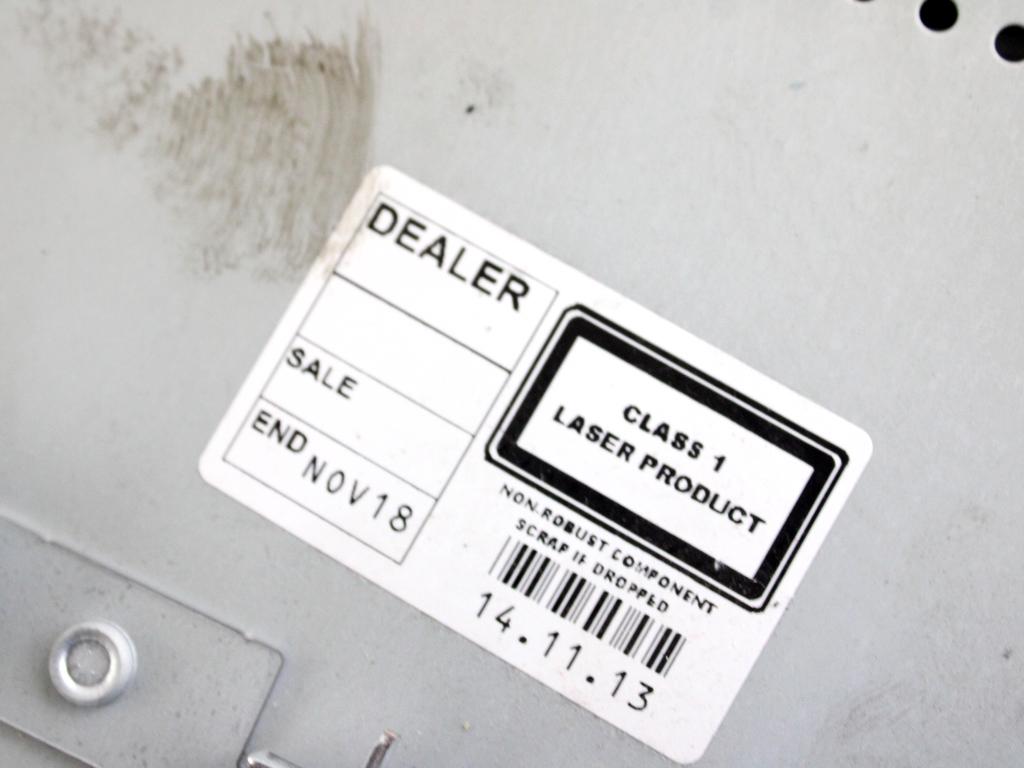 DEALER
SALE
END NOV18
CLASS 1
LASER PRODUCT
NON.ROBUST COMPONENT
SCRAP IF DROPPED
14.11.13